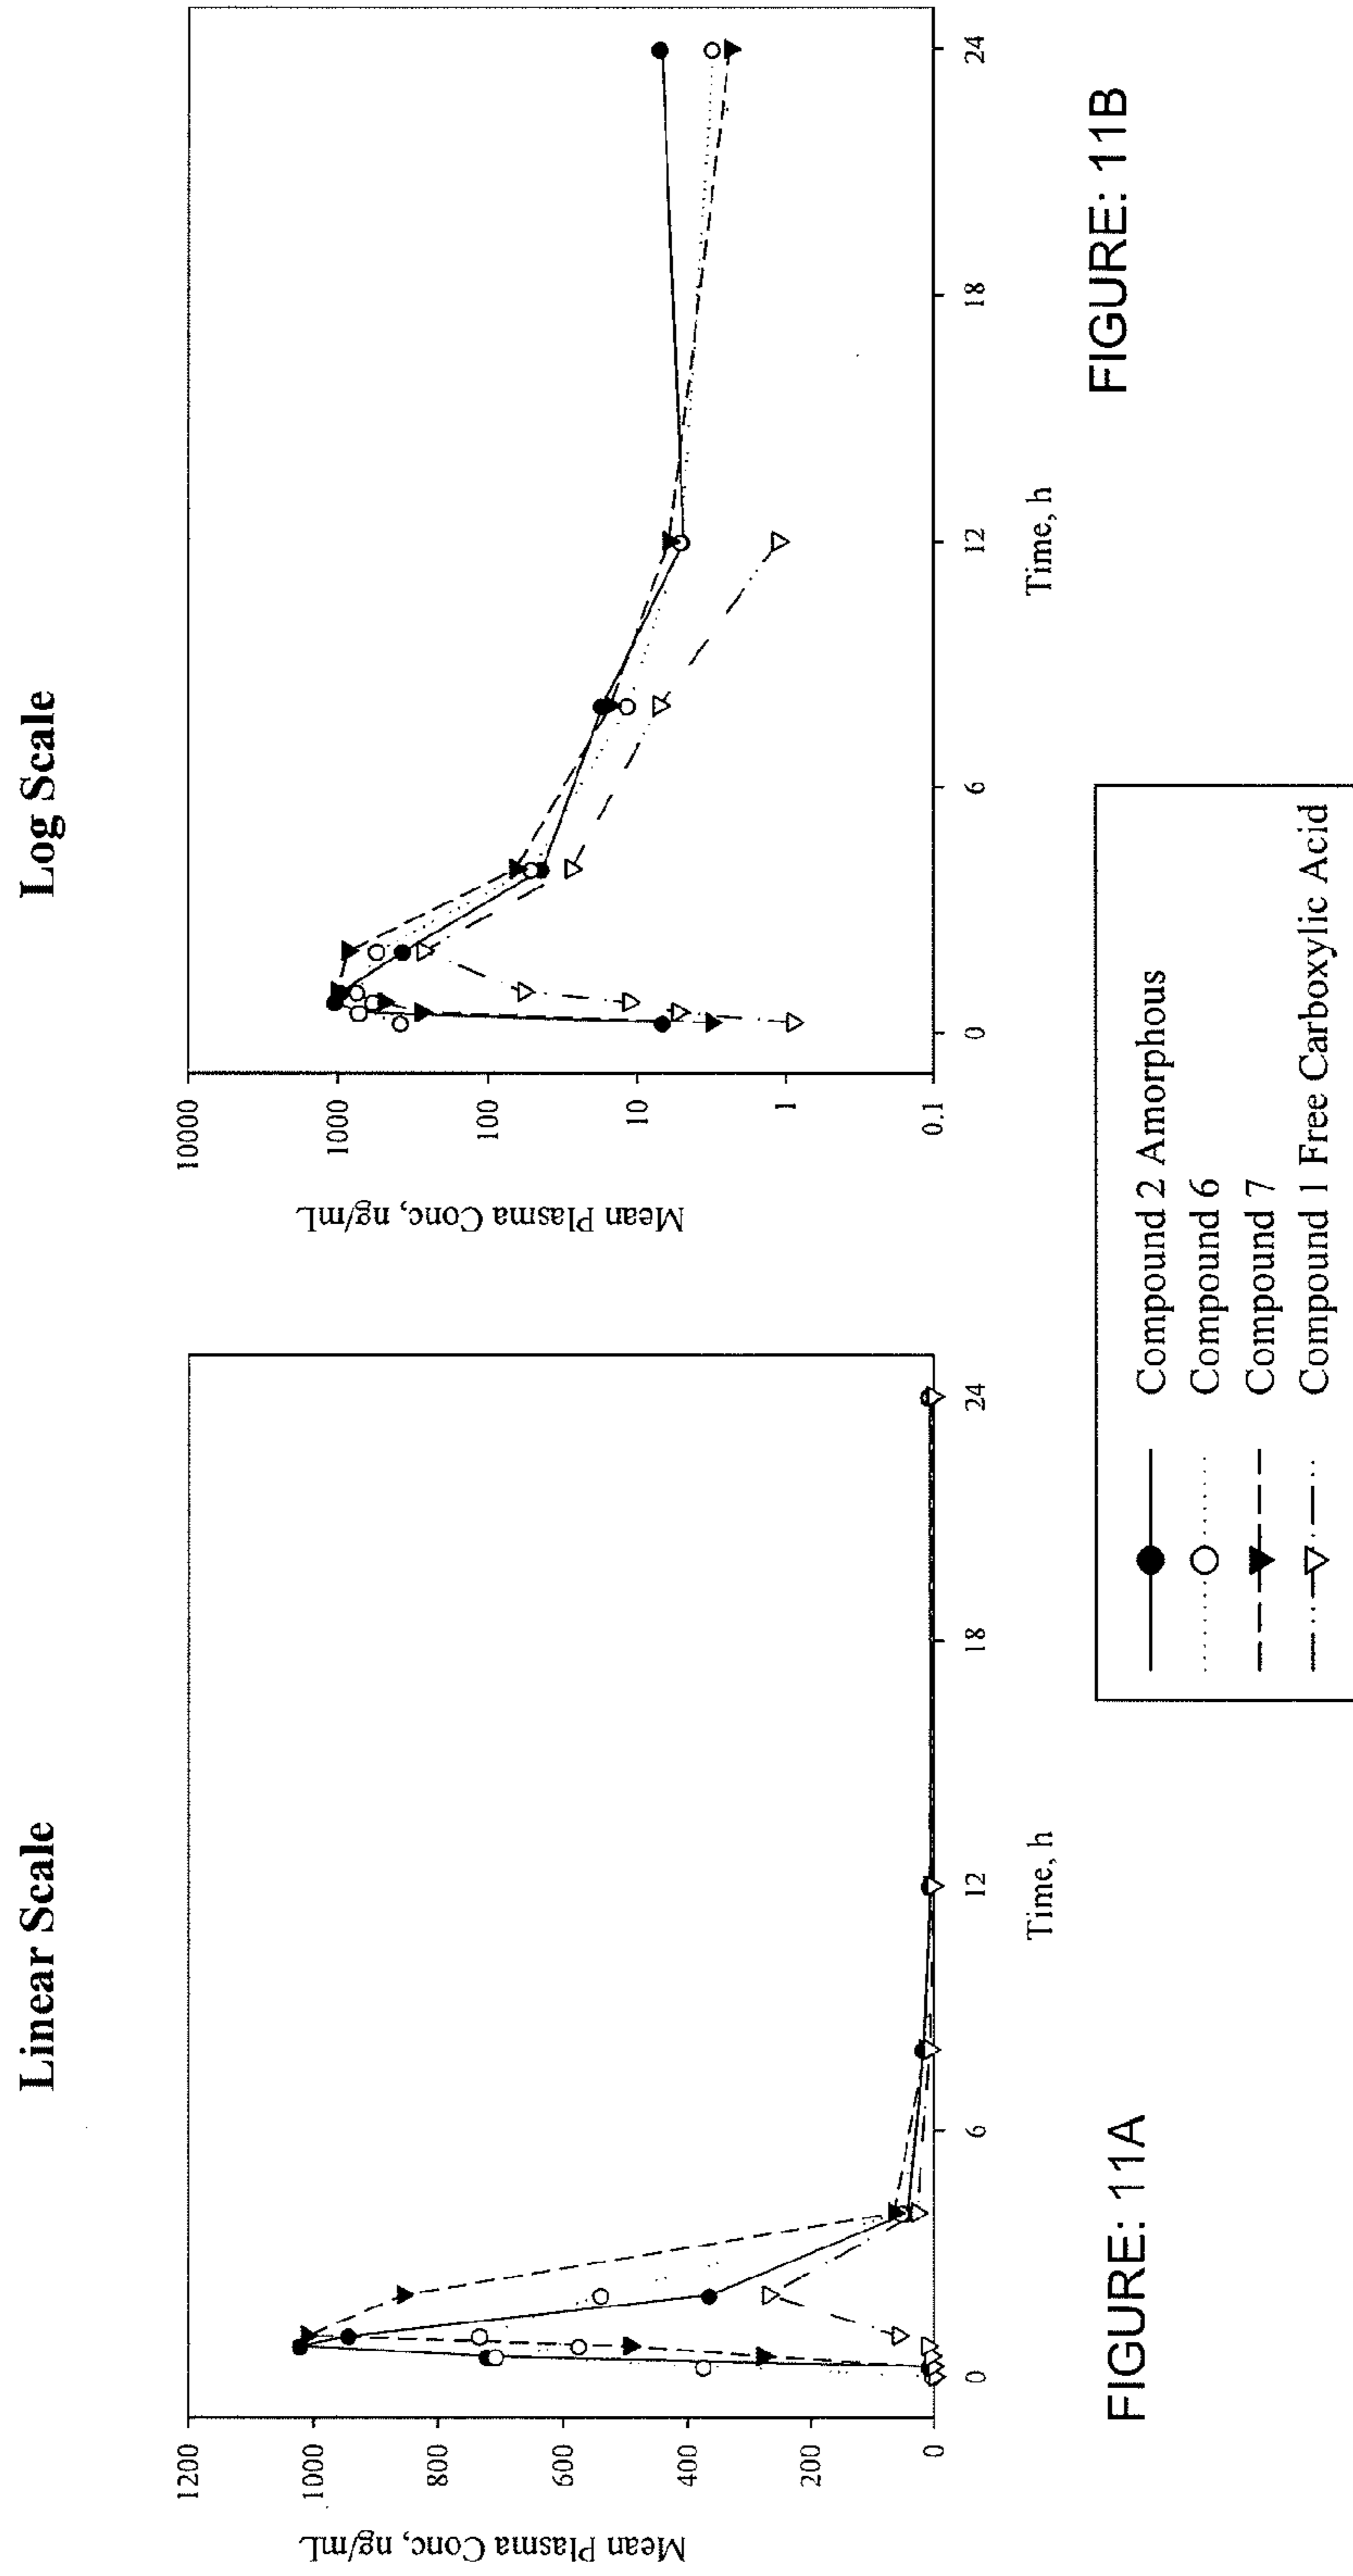 Linear Scale
Mean Plasma Conc, ng/mL
1200
1000
800
600
400
200
0
0
6
12
18
24
Time, h
FIGURE: 11A
Log Scale
Mean Plasma Conc, ng/mL
10000
1000
100
10
1
0.1
0
6
12
18
24
Time, h
FIGURE: 11B
Compound 2 Amorphous
Compound 6
Compound 7
Compound 1 Free Carboxylic Acid